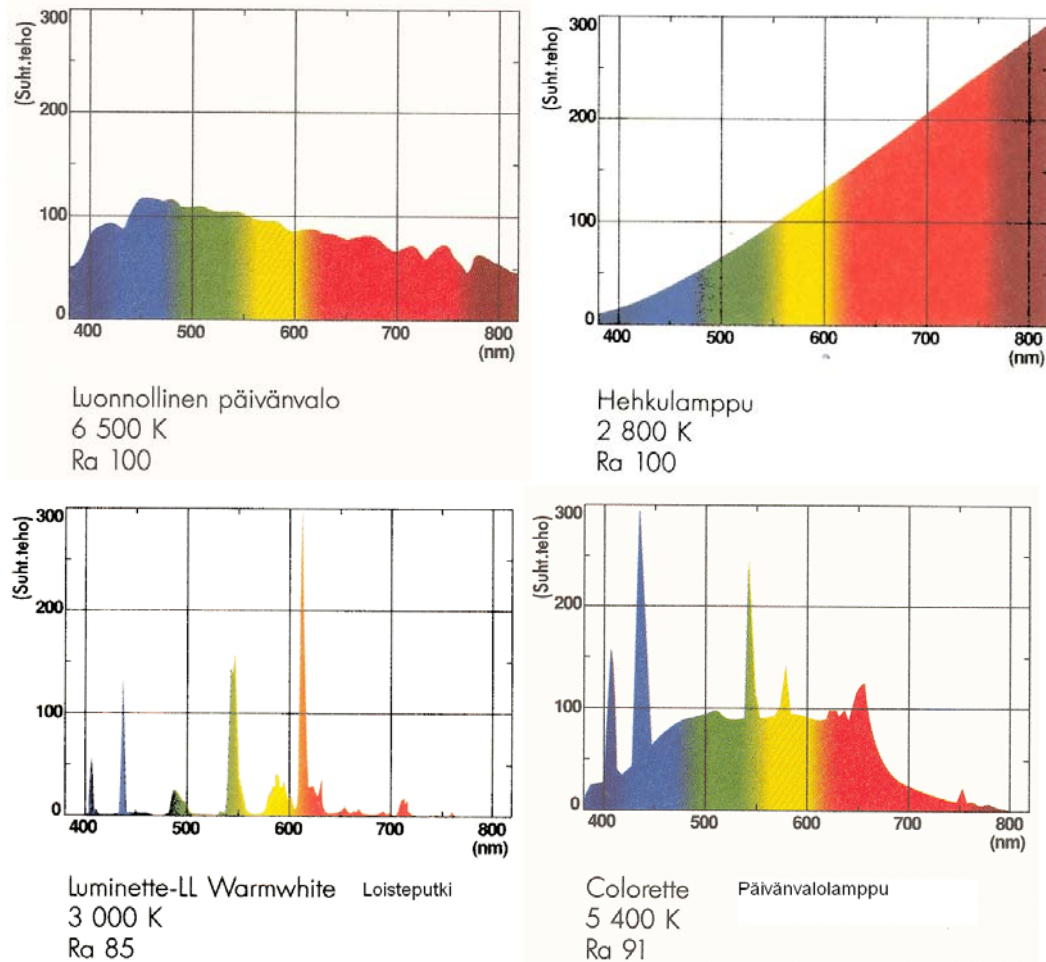 (Suht.teho)
300
200
100
0
400 500 600 700 800
(nm)
Luonnollinen päivänvalo
6 500 K
Ra 100
(Suht.teho)
300
200
100
0
400 500 600 700 800
(nm)
Hehkulamppu
2 800 K
Ra 100
(Suht.teho)
300
200
100
0
400 500 600 700 800
(nm)
Luminette-LL Warmwhite Loisteputki
3 000 K
Ra 85
(Suht.teho)
300
200
100
0
400 500 600 700 800
(nm)
Colorette Päivänvalolamppu
5 400 K
Ra 91